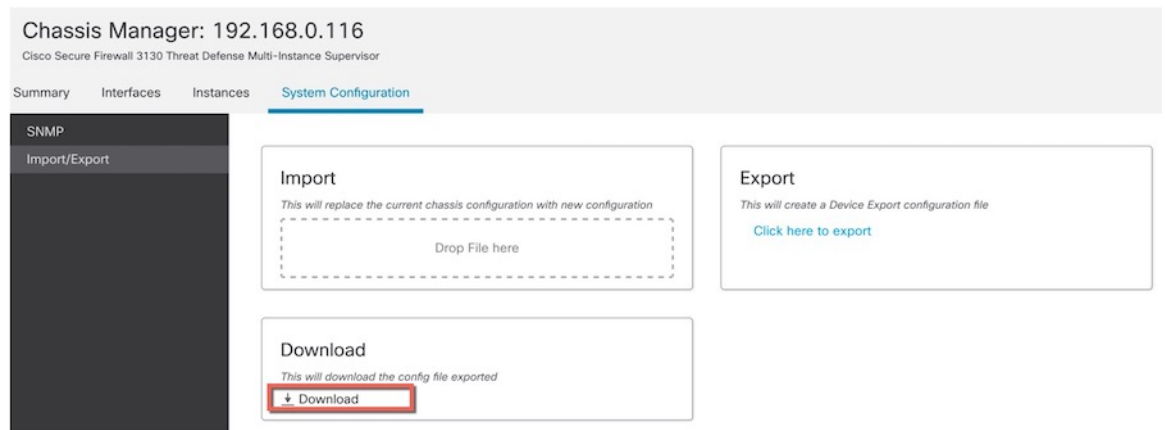 Chassis Manager: 192.168.0.116
Cisco Secure Firewall 3130 Threat Defense Multi-Instance Supervisor
Summary Interfaces Instances System Configuration
SNMP
Import/Export
Import
This will replace the current chassis configuration with new configuration
Drop File here
Export
This will create a Device Export configuration file
Click here to export
Download
This will download the config file exported
Download